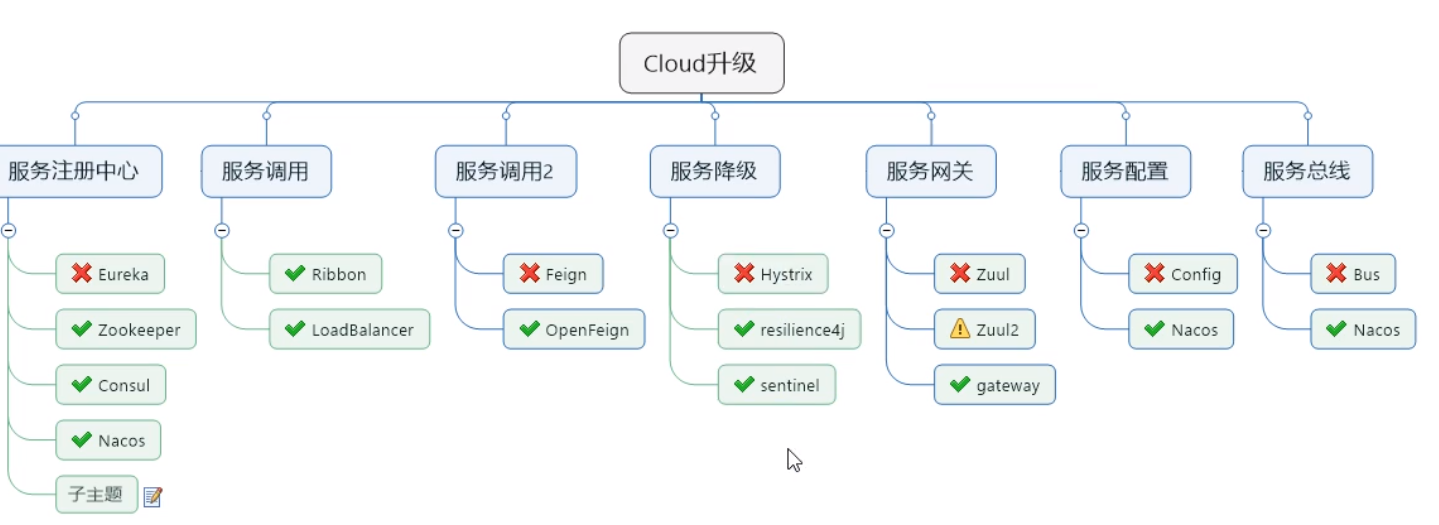 Cloud升级
服务注册中心
服务调用
服务调用2
服务降级
服务网关
服务配置
服务总线
Eureka
Ribbon
Feign
Hystrix
Zuul
Config
Bus
Zookeeper
LoadBalancer
OpenFeign
resilience4j
Zuul2
Nacos
Nacos
Consul
sentinel
gateway
Nacos
子主题